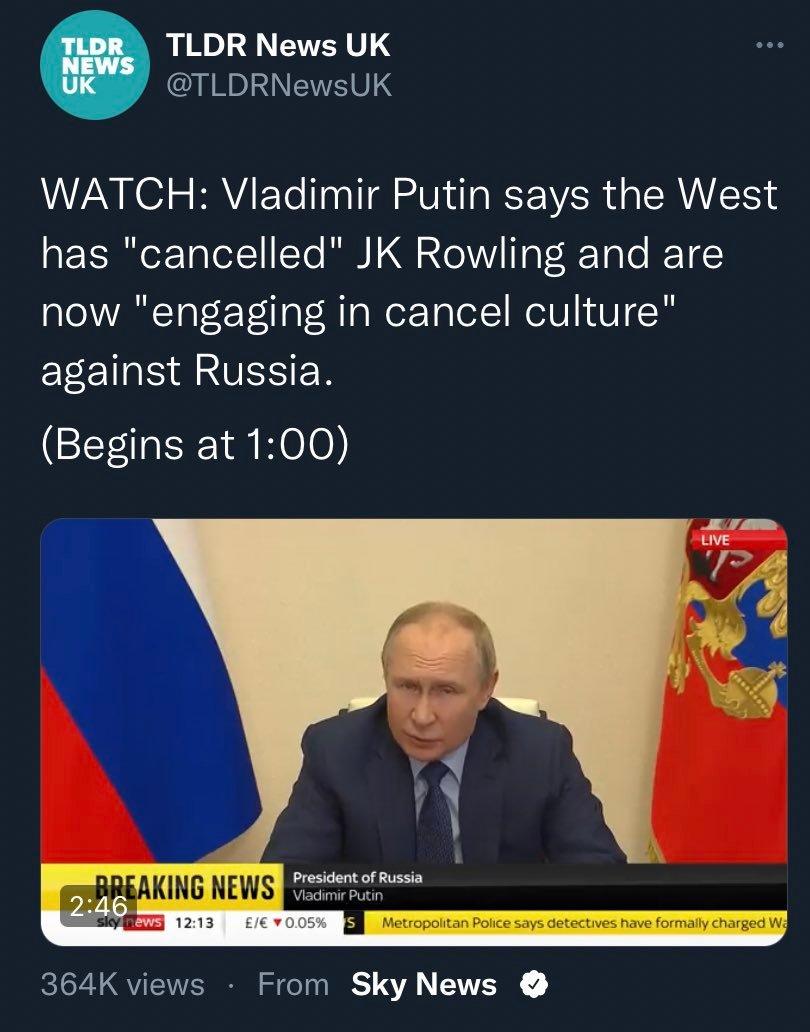 TLDR
NEWS
UK
TLDR News UK
@TLDRNewsUK
WATCH: Vladimir Putin says the West
has "cancelled" JK Rowling and are
now "engaging in cancel culture"
against Russia.
(Begins at 1:00)
LIVE
BREAKING NEWS
President of Russia
Vladimir Putin
2:46
sky news 12:13 £/€ ▼0.05% Metropolitan Police says detectives have formally charged
364K views · From Sky News